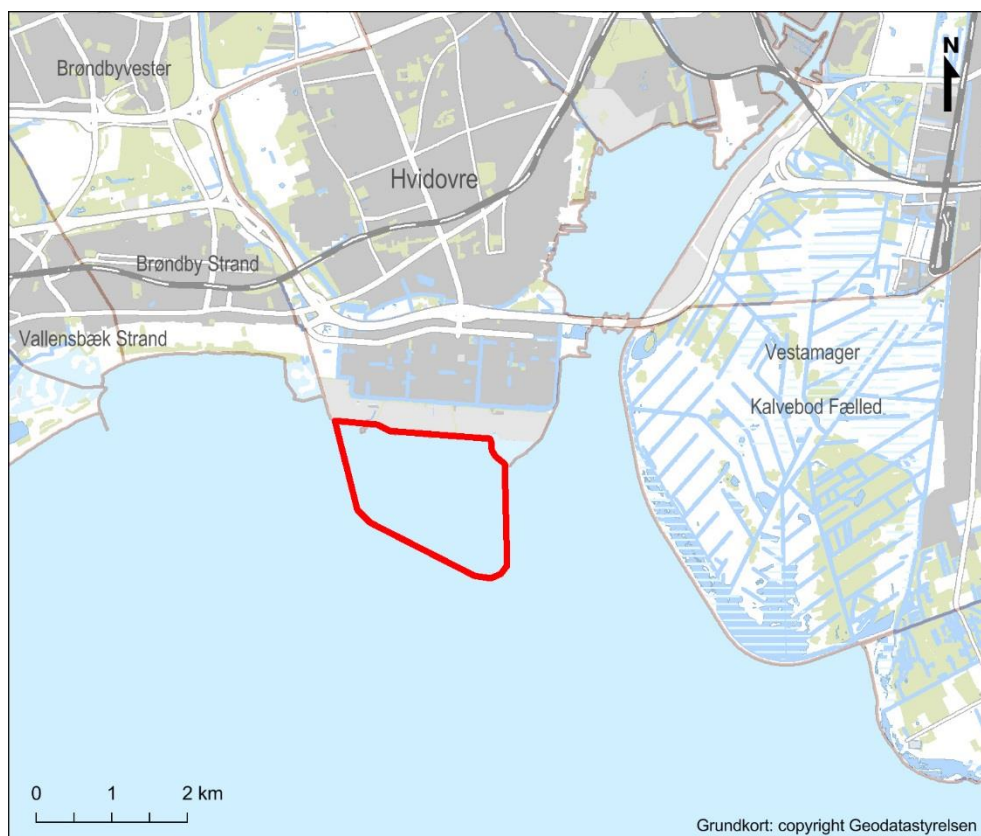 Brøndbyvester
N
Hvidovre
Brøndby Strand
Vallensbæk Strand
Vestamager
Kalvebod Fælled
0 1 2 km
Grundkort: copyright Geodatastyrelsen